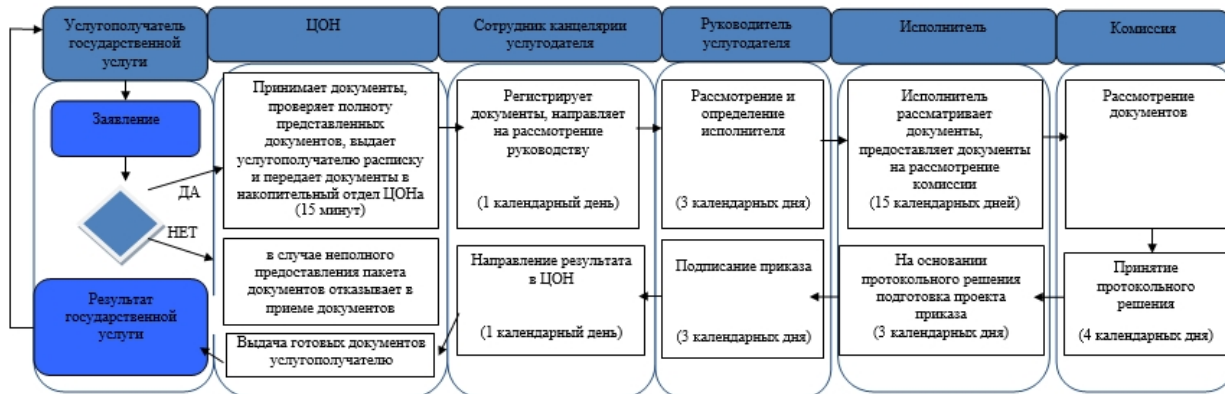 Услугополучатель
государственной
услуги
ЦОН
Сотрудник канцелярии
услугодателя
Руководитель
услугодателя
Исполнитель
Комиссия
Заявление
ДА
НЕТ
Результат
государственной
услуги
Принимает документы,
проверяет полноту
представленных
документов, выдает
услугополучателю расписку
и передает документы в
накопительный отдел ЦОНа
(15 минут)
Регистрирует
документы, направляет
на рассмотрение
руководству
(1 календарный день)
Рассмотрение и
определение
исполнителя
(3 календарных дня)
Исполнитель
рассматривает
документы,
предоставляет документы
на рассмотрение
комиссии
(15 календарных дней)
Рассмотрение
документов
в случае неполного
предоставления пакета
документов отказывает в
приеме документов
Направление результата
в ЦОН
(1 календарный день)
Подписание приказа
(3 календарных дня)
На основании
протокольного решения
подготовка проекта
приказа
(3 календарных дня)
Принятие
протокольного
решения
(4 календарных дня)
Выдача готовых документов
услугополучателю